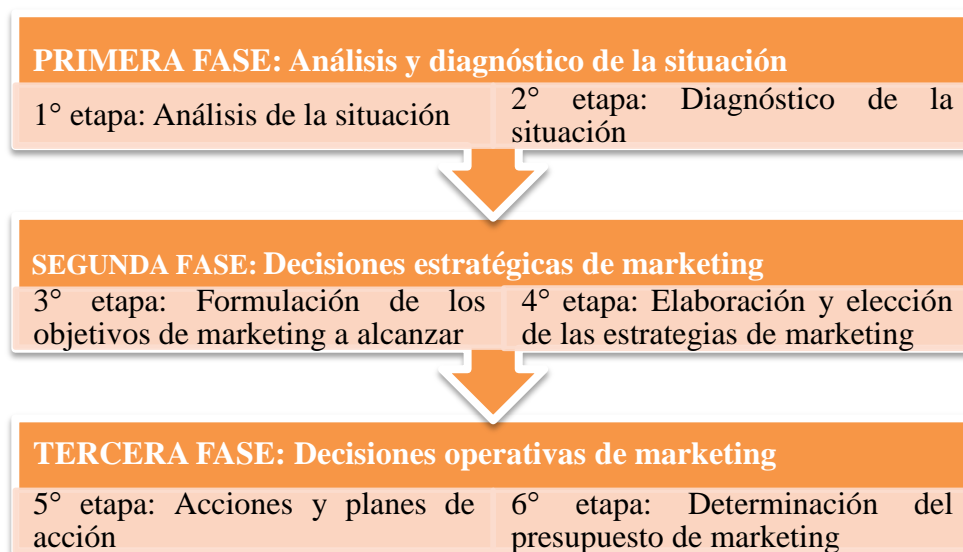 PRIMERA FASE: Análisis y diagnóstico de la situación
1° etapa: Análisis de la situación
2° etapa: Diagnóstico de la
situación
SEGUNDA FASE: Decisiones estratégicas de marketing
3° etapa: Formulación de los
objetivos de marketing a alcanzar
4° etapa: Elaboración y elección
de las estrategias de marketing
TERCERA FASE: Decisiones operativas de marketing
5° etapa: Acciones y planes de
acción
6° etapa: Determinación del
presupuesto de marketing